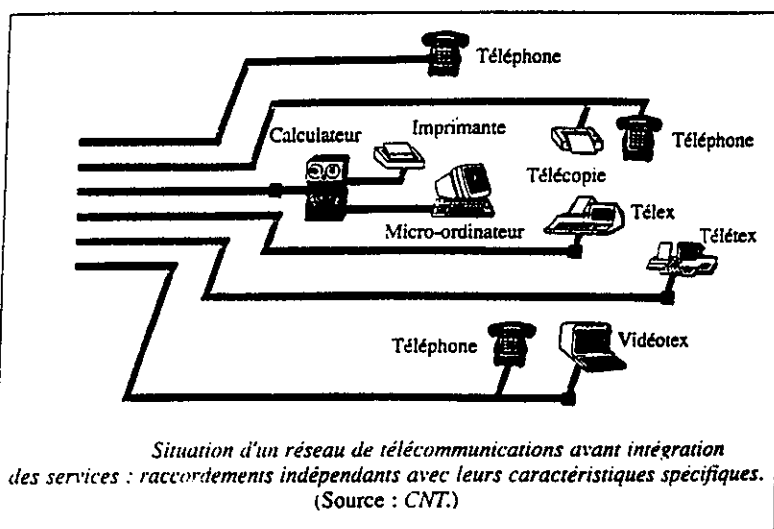 Téléphone
Calculateur
Imprimante
Téléphone
Télécopie
Micro-ordinateur
Télex
Télétex
Téléphone
Vidéotex
Situation d'un réseau de télécommunications avant intégration
des services : raccordements indépendants avec leurs caractéristiques spécifiques.
(Source : CNT.)